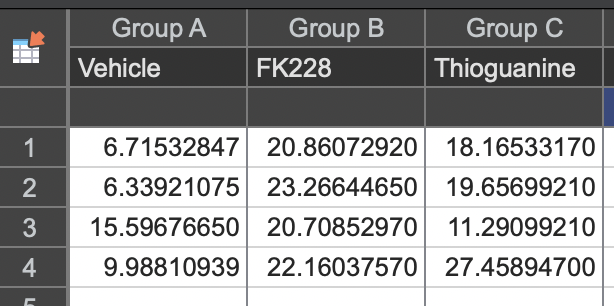 Group A Group B Group C
Vehicle FK228 Thioguanine
1 6.71532847 20.86072920 18.16533170
2 6.33921075 23.26644650 19.65699210
3 15.59676650 20.70852970 11.29099210
4 9.98810939 22.16037570 27.45894700